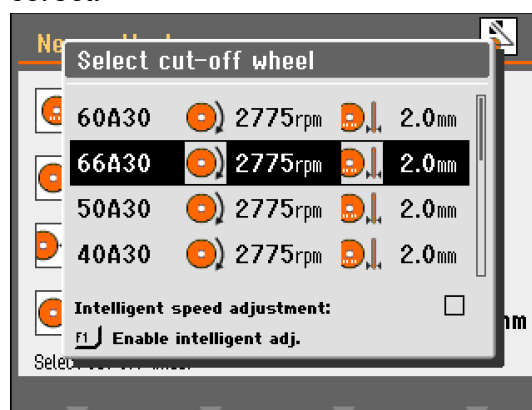 Ne
Select cut-off wheel
60A30 2775rpm 2.0mm
66A30 2775rpm 2.0mm
50A30 2775rpm 2.0mm
40A30 2775rpm 2.0mm
Intelligent speed adjustment:
F1 Enable intelligent adj.